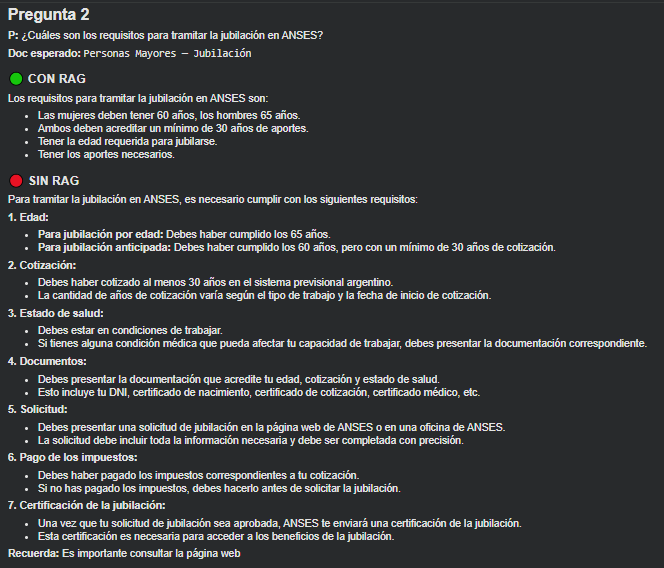 Pregunta 2
P: ¿Cuáles son los requisitos para tramitar la jubilación en ANSES?
Doc esperado: Personas Mayores — Jubilación
CON RAG
Los requisitos para tramitar la jubilación en ANSES son:
• Las mujeres deben tener 60 años, los hombres 65 años.
• Ambos deben acreditar un mínimo de 30 años de aportes.
• Tener la edad requerida para jubilarse.
• Tener los aportes necesarios.
SIN RAG
Para tramitar la jubilación en ANSES, es necesario cumplir con los siguientes requisitos:
1. Edad:
• Para jubilación por edad: Debes haber cumplido los 65 años.
• Para jubilación anticipada: Debes haber cumplido los 60 años, pero con un mínimo de 30 años de cotización.
2. Cotización:
• Debes haber cotizado al menos 30 años en el sistema previsional argentino.
• La cantidad de años de cotización varía según el tipo de trabajo y la fecha de inicio de cotización.
3. Estado de salud:
• Debes estar en condiciones de trabajar.
• Si tienes alguna condición médica que pueda afectar tu capacidad de trabajar, debes presentar la documentación correspondiente.
4. Documentos:
• Debes presentar la documentación que acredite tu edad, cotización y estado de salud.
• Esto incluye tu DNI, certificado de nacimiento, certificado de cotización, certificado médico, etc.
5. Solicitud:
• Debes presentar una solicitud de jubilación en la página web de ANSES o en una oficina de ANSES.
• La solicitud debe incluir toda la información necesaria y debe ser completada con precisión.
6. Pago de los impuestos:
• Debes haber pagado los impuestos correspondientes a tu cotización.
• Si no has pagado los impuestos, debes hacerlo antes de solicitar la jubilación.
7. Certificación de la jubilación:
• Una vez que tu solicitud de jubilación sea aprobada, ANSES te enviará una certificación de la jubilación.
• Esta certificación es necesaria para acceder a los beneficios de la jubilación.
Recuerda: Es importante consultar la página web